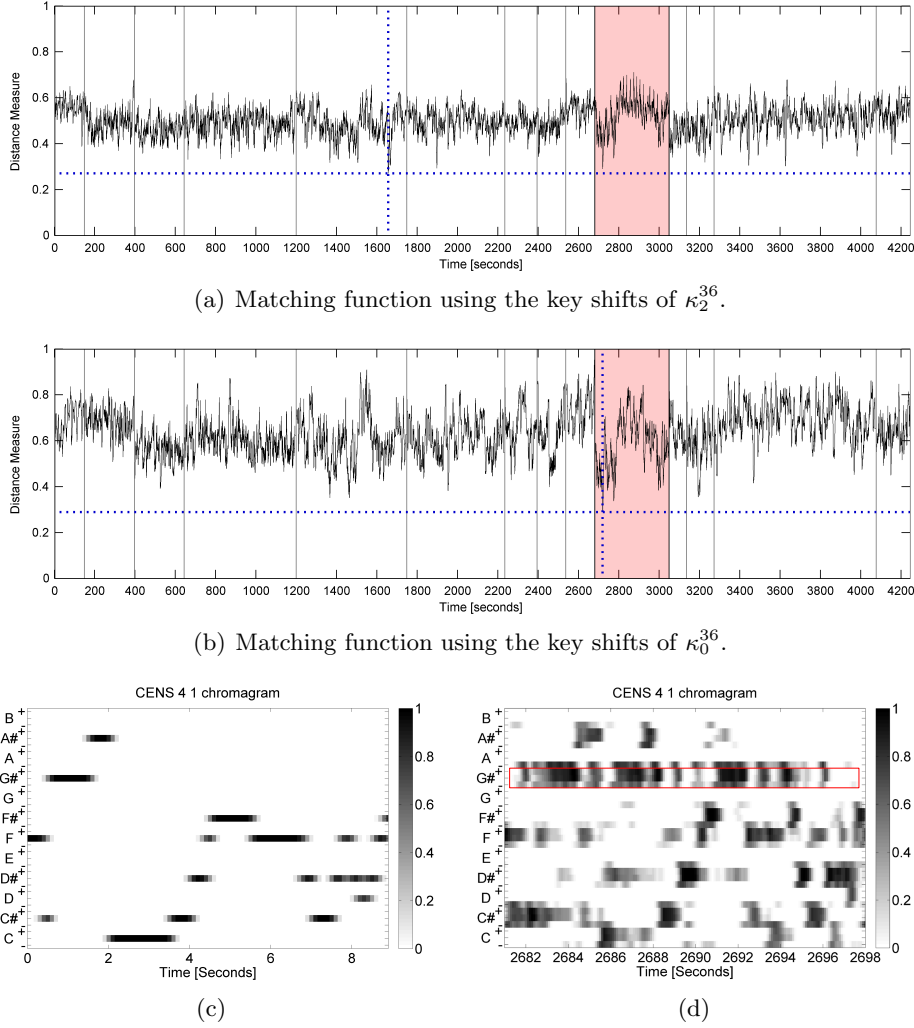 1
0.8
0.6
0.4
0.2
0
Distance Measure
0 200 400 600 800 1000 1200 1400 1600 1800 2000 2200 2400 2600 2800 3000 3200 3400 3600 3800 4000 4200
Time [seconds]
(a) Matching function using the key shifts of κ₂³⁶.
1
0.8
0.6
0.4
0.2
0
Distance Measure
0 200 400 600 800 1000 1200 1400 1600 1800 2000 2200 2400 2600 2800 3000 3200 3400 3600 3800 4000 4200
Time [seconds]
(b) Matching function using the key shifts of κ₀³⁶.
CENS 4 1 chromagram
B + -
A# + -
A + -
G# + -
G + -
F# + -
F + -
E + -
D# + -
D + -
C# + -
C + -
0 2 4 6 8
Time [Seconds]
1
0.8
0.6
0.4
0.2
0
(c)
CENS 4 1 chromagram
B + -
A# + -
A + -
G# + -
G + -
F# + -
F + -
E + -
D# + -
D + -
C# + -
C + -
2682 2684 2686 2688 2690 2692 2694 2696 2698
Time [Seconds]
1
0.8
0.6
0.4
0.2
0
(d)